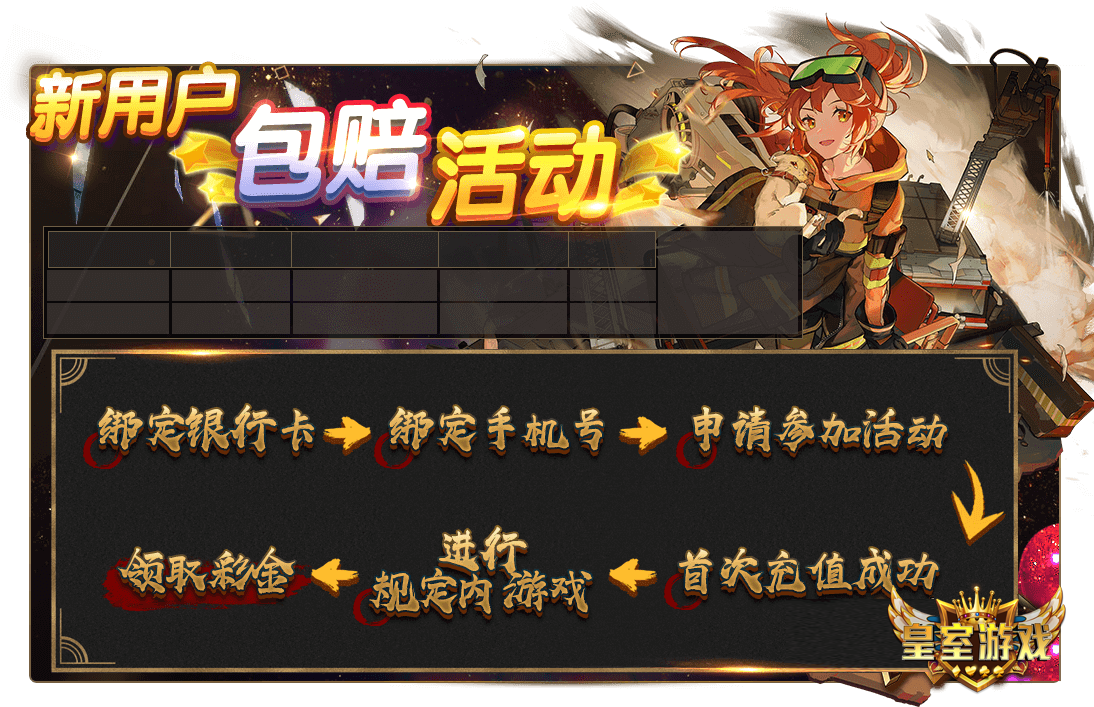 新用户
包赔
活动
绑定银行卡
绑定手机号
申请参加活动
首次充值成功
进行
规定内游戏
领取彩金
皇室游戏